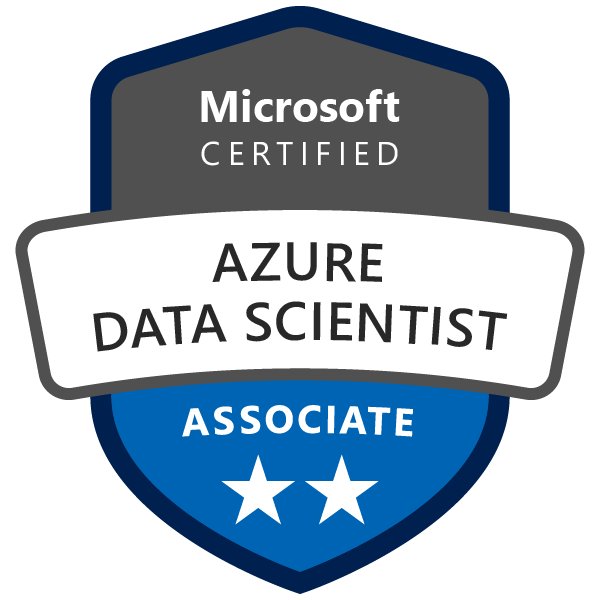 Microsoft
CERTIFIED
AZURE
DATA SCIENTIST
ASSOCIATE